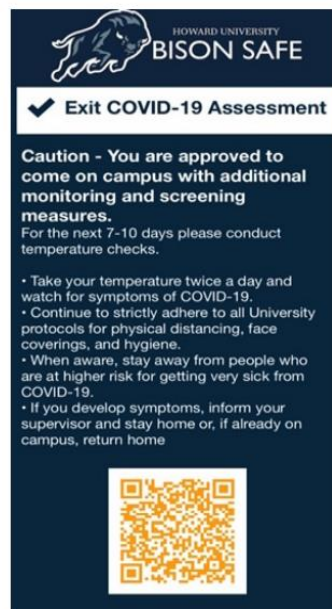 HOWARD UNIVERSITY
BISON SAFE
Exit COVID-19 Assessment
Caution - You are approved to
come on campus with additional
monitoring and screening
measures.
For the next 7-10 days please conduct
temperature checks.
• Take your temperature twice a day and
watch for symptoms of COVID-19.
• Continue to strictly adhere to all University
protocols for physical distancing, face
coverings, and hygiene.
• When aware, stay away from people who
are at higher risk for getting very sick from
COVID-19.
• If you develop symptoms, inform your
supervisor and stay home or, if already on
campus, return home